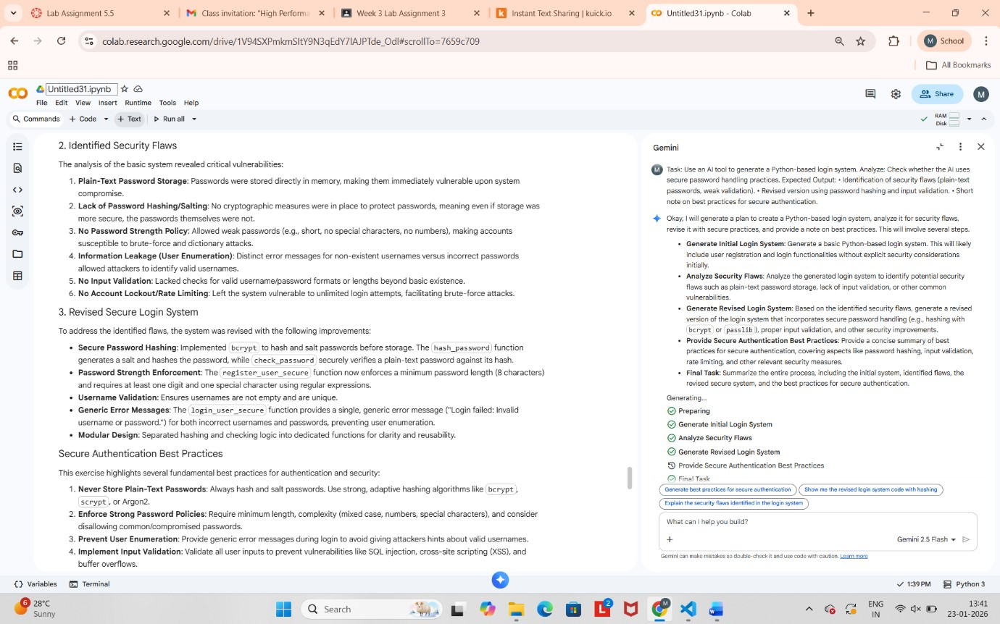 Lab Assignment 5.5
Class invitation: "High Performa
Week 3 Lab Assignment 3
Instant Text Sharing | kuick.io
Untitled31.ipynb - Colab
colab.research.google.com/drive/1V94SXPmkmSItY9N3qEdY7lAJPTde_Odl#scrollTo=7659c709
M School
All Bookmarks
Untitled31.ipynb
File Edit View Insert Runtime Tools Help
Share
M
Commands + Code + Text Run all
RAM
Disk
2. Identified Security Flaws
The analysis of the basic system revealed critical vulnerabilities:
1. Plain-Text Password Storage: Passwords were stored directly in memory, making them immediately vulnerable upon system
compromise.
2. Lack of Password Hashing/Salting: No cryptographic measures were in place to protect passwords, meaning even if storage was
more secure, the passwords themselves were not.
3. No Password Strength Policy: Allowed weak passwords (e.g., short, no special characters, no numbers), making accounts
susceptible to brute-force and dictionary attacks.
4. Information Leakage (User Enumeration): Distinct error messages for non-existent usernames versus incorrect passwords
allowed attackers to identify valid usernames.
5. No Input Validation: Lacked checks for valid username/password formats or lengths beyond basic existence.
6. No Account Lockout/Rate Limiting: Left the system vulnerable to unlimited login attempts, facilitating brute-force attacks.
3. Revised Secure Login System
To address the identified flaws, the system was revised with the following improvements:
• Secure Password Hashing: Implemented bcrypt to hash and salt passwords before storage. The hash_password function
generates a salt and hashes the password, while check_password securely verifies a plain-text password against its hash.
• Password Strength Enforcement: The register_user_secure function now enforces a minimum password length (8 characters)
and requires at least one digit and one special character using regular expressions.
• Username Validation: Ensures usernames are not empty and are unique.
• Generic Error Messages: The login_user_secure function provides a single, generic error message ("Login failed: Invalid
username or password.") for both incorrect usernames and passwords, preventing user enumeration.
• Modular Design: Separated hashing and checking logic into dedicated functions for clarity and reusability.
Secure Authentication Best Practices
This exercise highlights several fundamental best practices for authentication and security:
1. Never Store Plain-Text Passwords: Always hash and salt passwords. Use strong, adaptive hashing algorithms like bcrypt,
scrypt, or Argon2.
2. Enforce Strong Password Policies: Require minimum length, complexity (mixed case, numbers, special characters), and consider
disallowing common/compromised passwords.
3. Prevent User Enumeration: Provide generic error messages during login to avoid giving attackers hints about valid usernames.
4. Implement Input Validation: Validate all user inputs to prevent vulnerabilities like SQL injection, cross-site scripting (XSS), and
buffer overflows.
Gemini
M
Task: Use an AI tool to generate a Python-based login system. Analyze: Check whether the AI uses
secure password handling practices. Expected Output: • Identification of security flaws (plain-text
passwords, weak validation). • Revised version using password hashing and input validation. • Short
note on best practices for secure authentication.
Okay, I will generate a plan to create a Python-based login system, analyze it for security flaws,
revise it with secure practices, and provide a note on best practices. This will involve several steps.
• Generate Initial Login System: Generate a basic Python-based login system. This will likely
include user registration and login functionalities without explicit security considerations
initially.
• Analyze Security Flaws: Analyze the generated login system to identify potential security
flaws such as plain-text password storage, lack of input validation, or other common
vulnerabilities.
• Generate Revised Login System: Based on the identified security flaws, generate a revised
version of the login system that incorporates secure password handling (e.g., hashing with
bcrypt or passlib), proper input validation, and other security improvements.
• Provide Secure Authentication Best Practices: Provide a concise summary of best
practices for secure authentication, covering aspects like password hashing, input validation,
rate limiting, and other relevant security measures.
• Final Task: Summarize the entire process, including the initial system, identified flaws, the
revised secure system, and the best practices for secure authentication.
Generating...
Preparing
Generate Initial Login System
Analyze Security Flaws
Generate Revised Login System
Provide Secure Authentication Best Practices
Final Task
Generate best practices for secure authentication
Show me the revised login system code with hashing
Explain the security flaws identified in the login system
What can I help you build?
+ Gemini 2.5 Flash
Gemini can make mistakes so double-check it and use code with caution. Learn more
Variables Terminal
1:39 PM Python 3
6
28°C
Sunny
Search
L 2
M
ENG
IN
13:41
23-01-2026